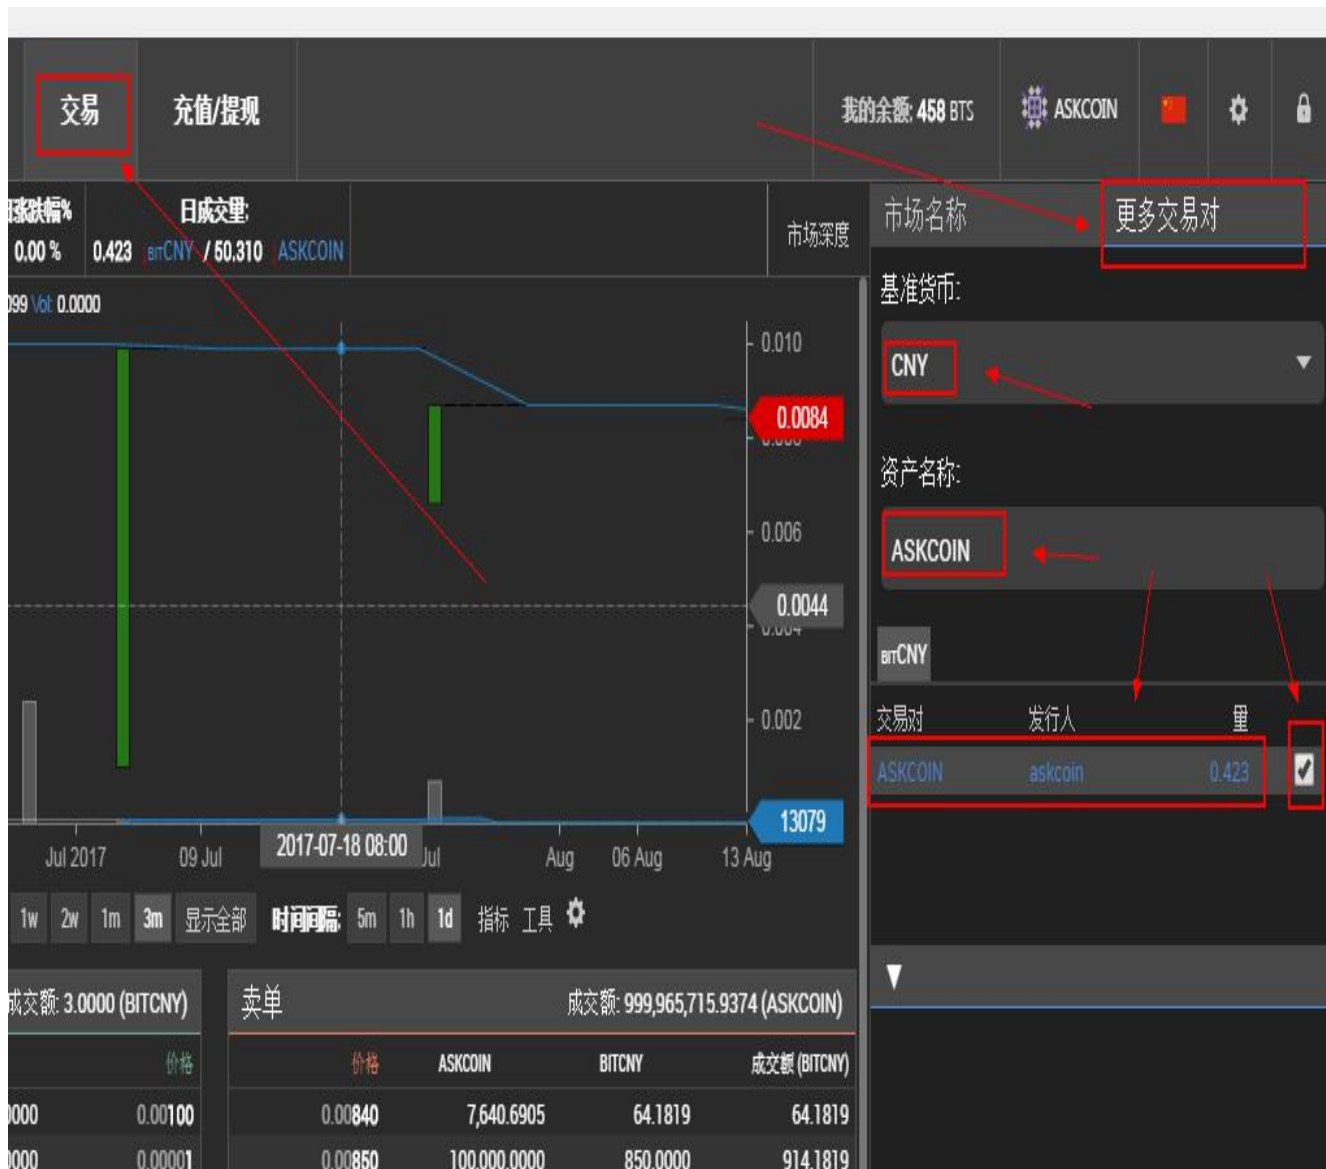 交易 充值/提现 我的余额: 458 BTS ASKCOIN
日涨跌幅% 日成交量:
0.00 % 0.423 BITCNY / 50.310 ASKCOIN
市场深度
市场名称 更多交易对
基准货币:
099 Vol: 0.0000
0.010
CNY
0.0084
资产名称:
0.006
ASKCOIN
0.0044
0.004
BITCNY
0.002
交易对 发行人 量
ASKCOIN askcoin 0.423
13079
Jul 2017 09 Jul 2017-07-18 08:00 Jul Aug 06 Aug 13 Aug
1w 2w 1m 3m 显示全部 时间间隔: 5m 1h 1d 指标 工具
成交额: 3.0000 (BITCNY) 卖单 成交额: 999,965,715.9374 (ASKCOIN)
价格 价格 ASKCOIN BITCNY 成交额 (BITCNY)
0000 0.00100 0.00840 7,640.6905 64.1819 64.1819
0000 0.00001 0.00850 100,000.0000 850.0000 914.1819